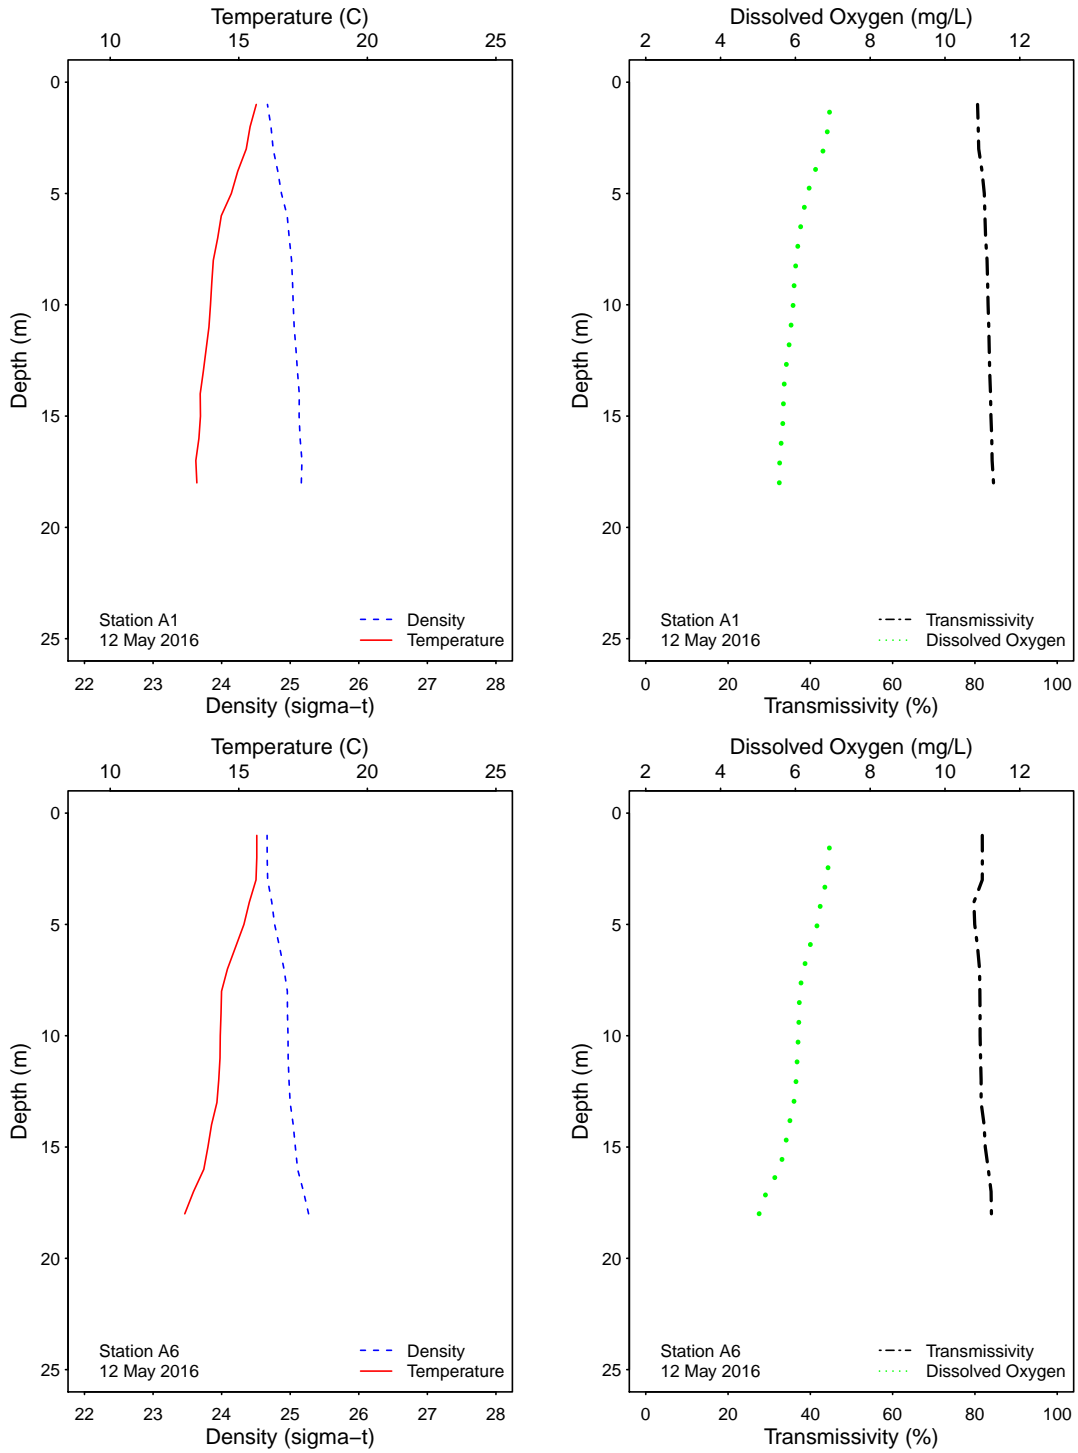 Temperature (C)
10 15 20 25
0
5
10
15
20
25
Depth (m)
Station A1
12 May 2016
Density
Temperature
22 23 24 25 26 27 28
Density (sigma−t)
Dissolved Oxygen (mg/L)
2 4 6 8 10 12
0
5
10
15
20
25
Depth (m)
Station A1
12 May 2016
Transmissivity
Dissolved Oxygen
0 20 40 60 80 100
Transmissivity (%)
Temperature (C)
10 15 20 25
0
5
10
15
20
25
Depth (m)
Station A6
12 May 2016
Density
Temperature
22 23 24 25 26 27 28
Density (sigma−t)
Dissolved Oxygen (mg/L)
2 4 6 8 10 12
0
5
10
15
20
25
Depth (m)
Station A6
12 May 2016
Transmissivity
Dissolved Oxygen
0 20 40 60 80 100
Transmissivity (%)